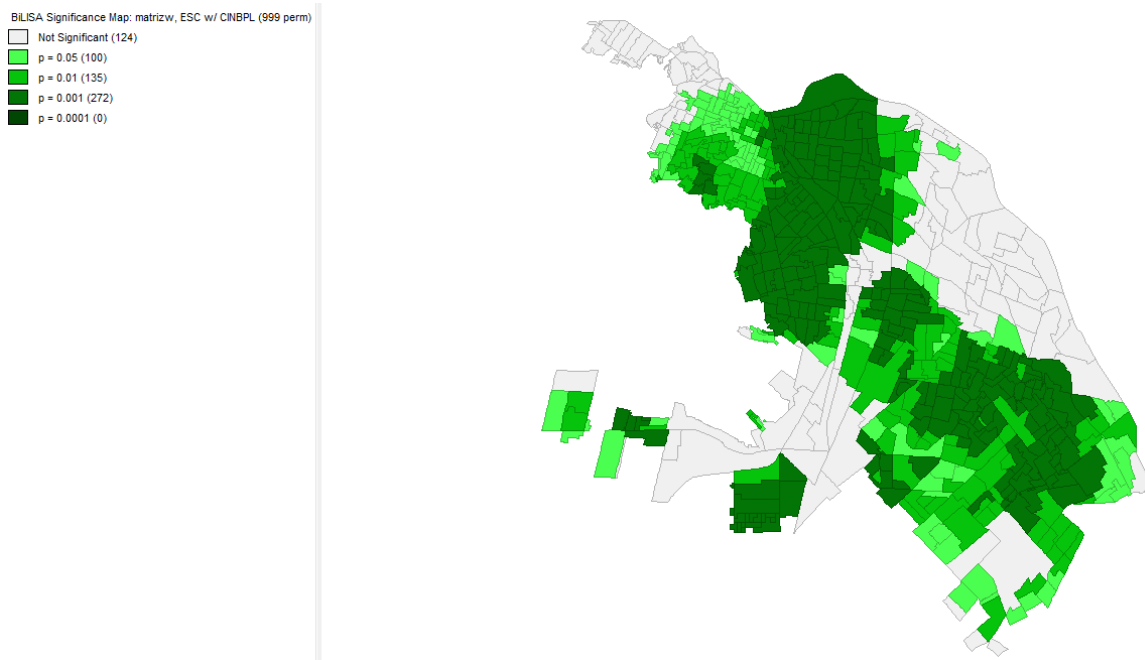 BiLISA Significance Map: matrizw, ESC w/ CINBPL (999 perm)
Not Significant (124)
p = 0.05 (100)
p = 0.01 (135)
p = 0.001 (272)
p = 0.0001 (0)